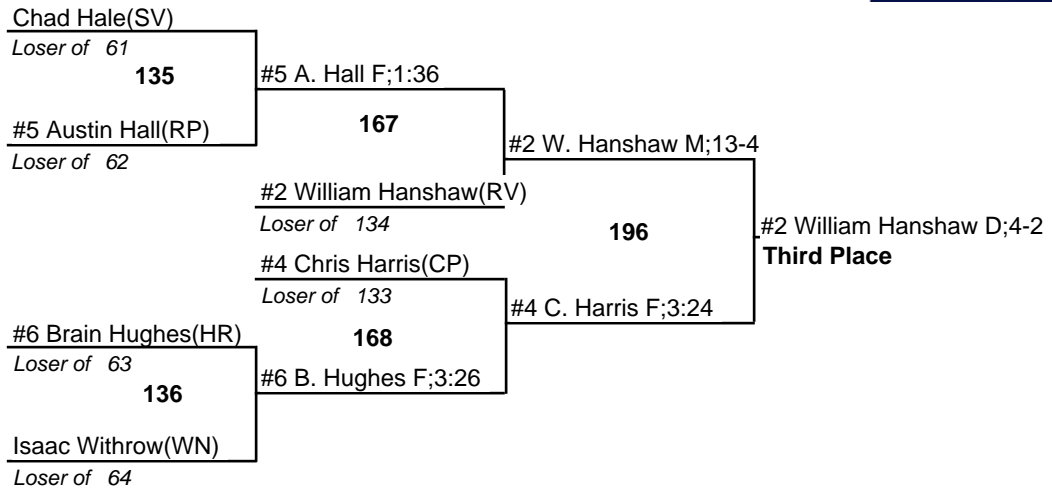 Chad Hale(SV)
Loser of 61
135
#5 A. Hall F;1:36
#5 Austin Hall(RP)
Loser of 62
167
#2 W. Hanshaw M;13-4
#2 William Hanshaw(RV)
Loser of 134
196
#2 William Hanshaw D;4-2
Third Place
#4 Chris Harris(CP)
Loser of 133
#4 C. Harris F;3:24
#6 Brain Hughes(HR)
Loser of 63
168
136
#6 B. Hughes F;3:26
Isaac Withrow(WN)
Loser of 64